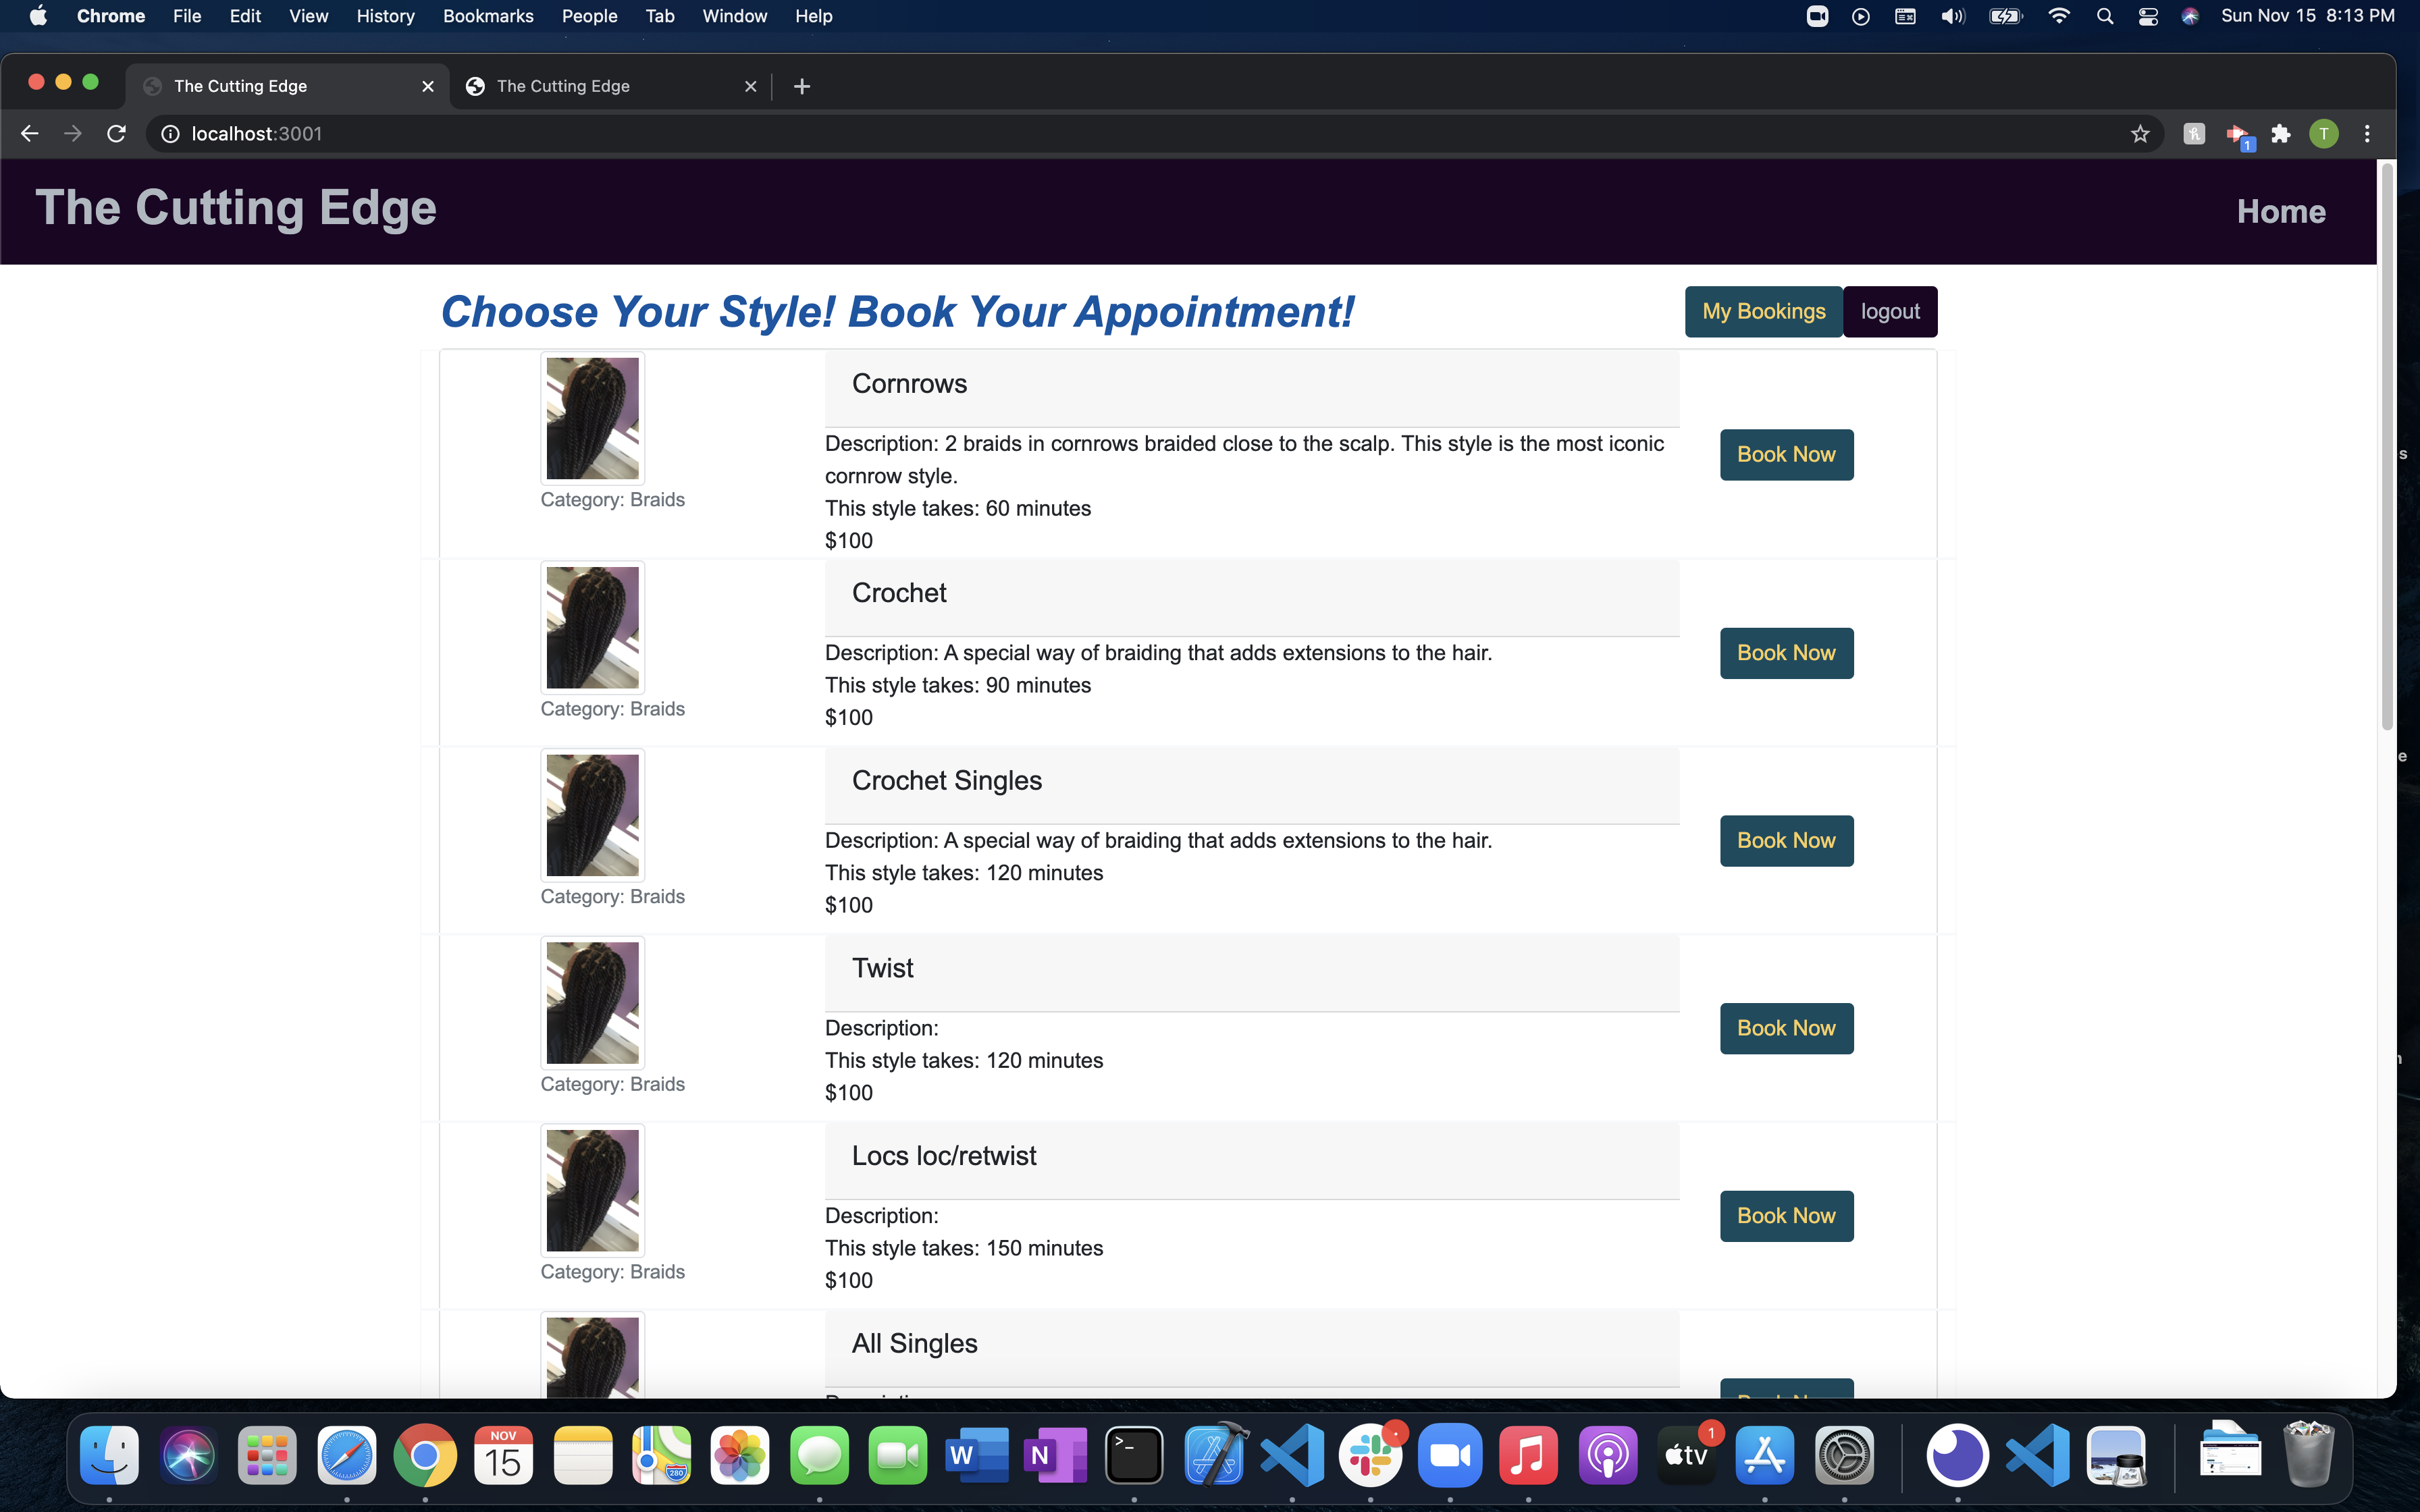 Chrome File Edit View History Bookmarks People Tab Window Help Sun Nov 15 8:13 PM
The Cutting Edge The Cutting Edge
localhost:3001 1 T
The Cutting Edge Home
Choose Your Style! Book Your Appointment! My Bookings logout
Cornrows
Description: 2 braids in cornrows braided close to the scalp. This style is the most iconic
cornrow style.
This style takes: 60 minutes
$100
Category: Braids
Book Now
Crochet
Description: A special way of braiding that adds extensions to the hair.
This style takes: 90 minutes
$100
Category: Braids
Book Now
Crochet Singles
Description: A special way of braiding that adds extensions to the hair.
This style takes: 120 minutes
$100
Category: Braids
Book Now
Twist
Description:
This style takes: 120 minutes
$100
Category: Braids
Book Now
Locs loc/retwist
Description:
This style takes: 150 minutes
$100
Category: Braids
Book Now
All Singles
NOV
15
W N 280 tv 1